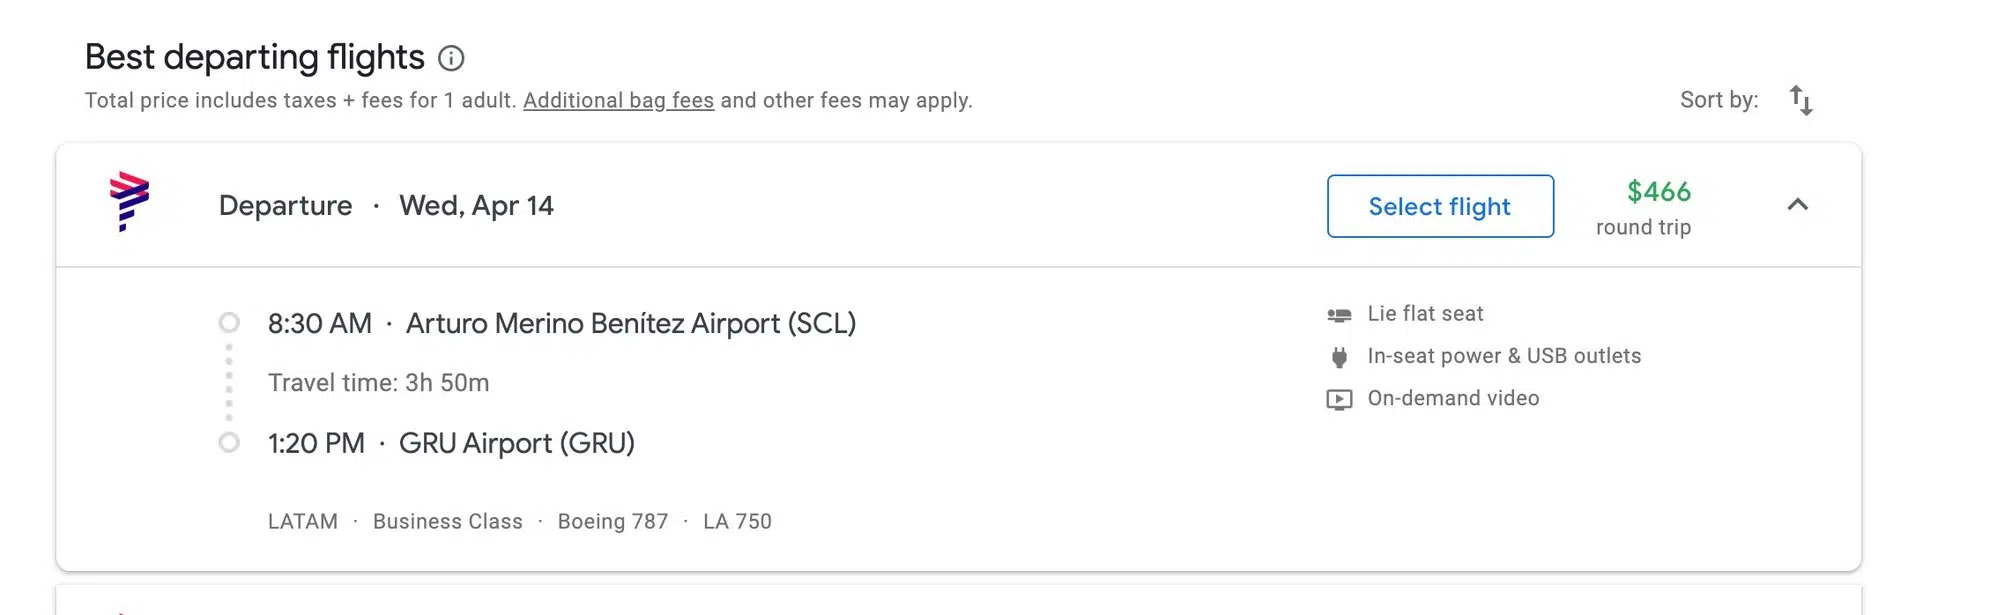 Best departing flights
Total price includes taxes + fees for 1 adult. Additional bag fees and other fees may apply.
Sort by:
Departure · Wed, Apr 14
Select flight
$466
round trip
8:30 AM · Arturo Merino Benítez Airport (SCL)
Travel time: 3h 50m
1:20 PM · GRU Airport (GRU)
LATAM · Business Class · Boeing 787 · LA 750
Lie flat seat
In-seat power & USB outlets
On-demand video